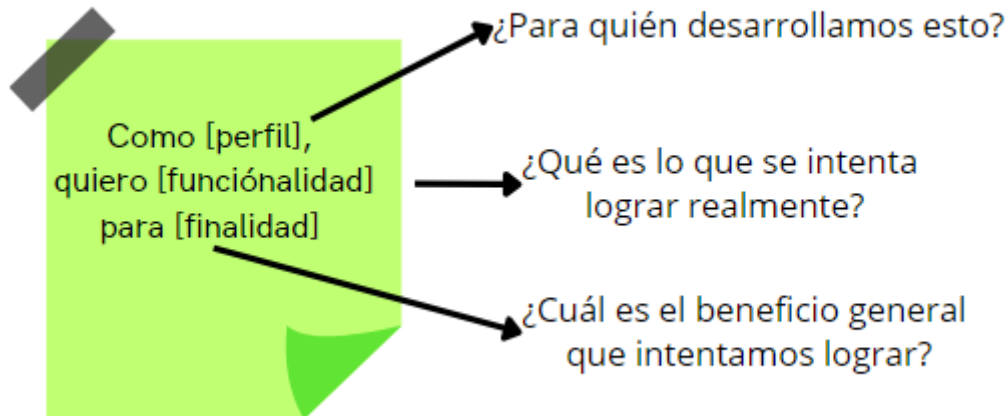 ¿Para quién desarrollamos esto?
Como [perfil],
quiero [funciónalidad]
para [finalidad]
¿Qué es lo que se intenta
lograr realmente?
¿Cuál es el beneficio general
que intentamos lograr?